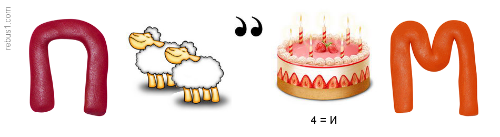 rebus1.com
П „ М
4 = И